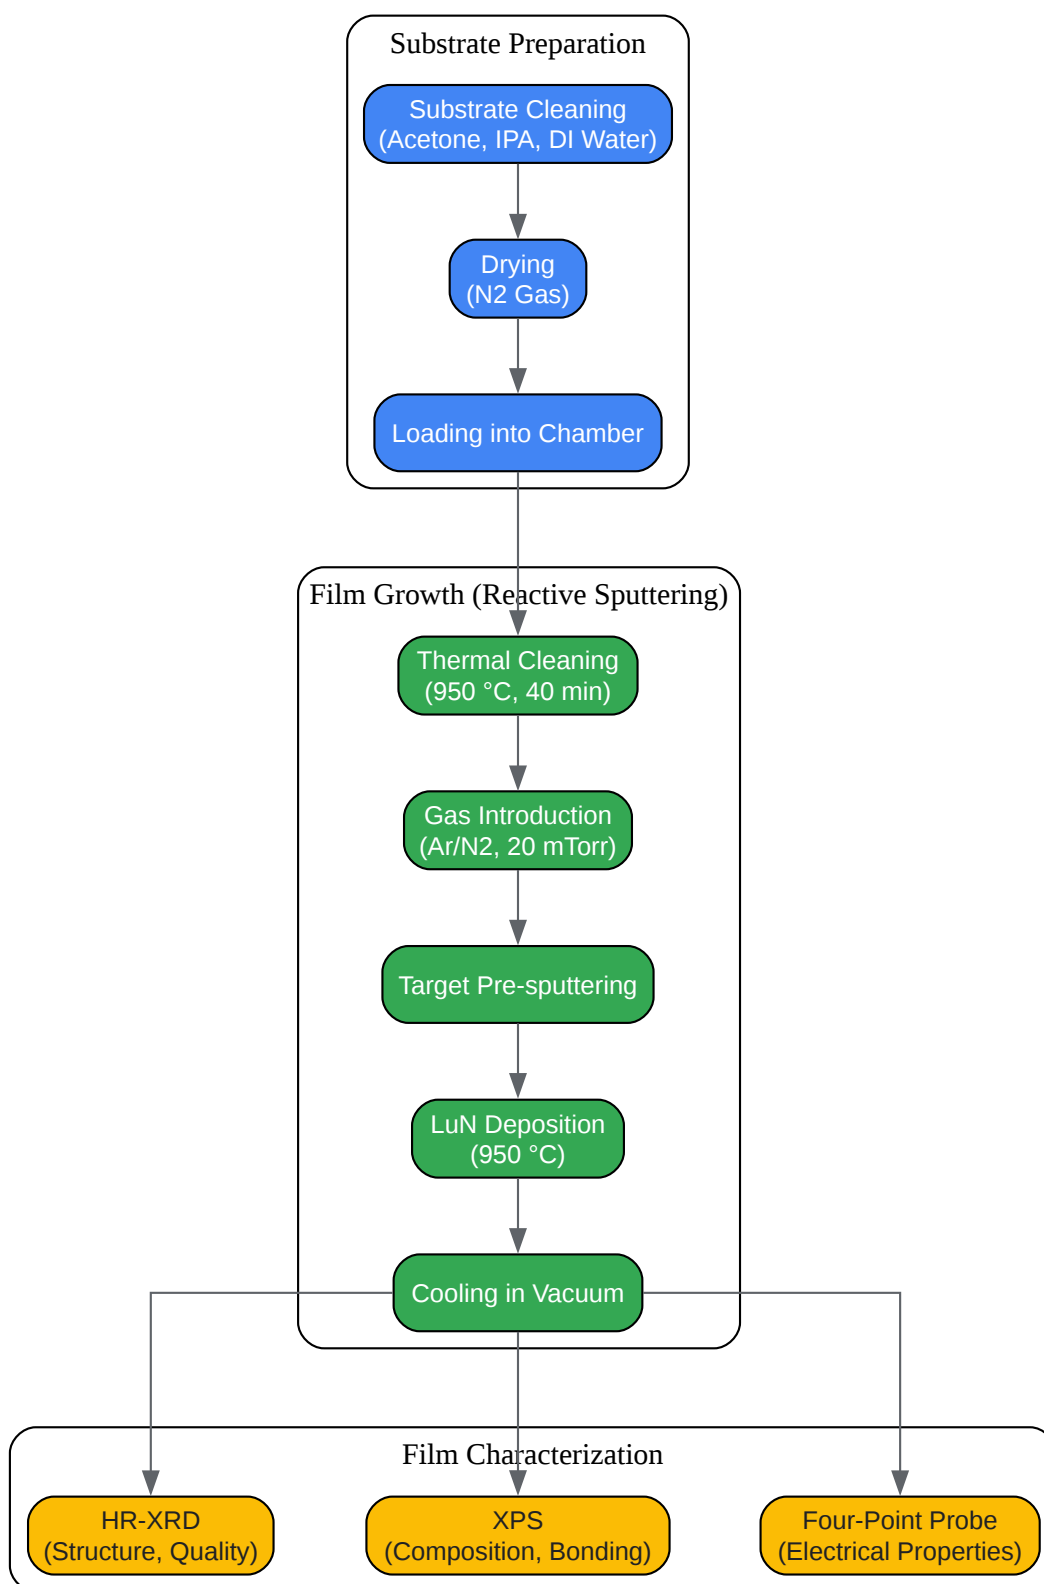 Substrate Preparation
Substrate Cleaning
(Acetone, IPA, DI Water)
Drying
(N2 Gas)
Loading into Chamber
Film Growth (Reactive Sputtering)
Thermal Cleaning
(950 °C, 40 min)
Gas Introduction
(Ar/N2, 20 mTorr)
Target Pre-sputtering
LuN Deposition
(950 °C)
Cooling in Vacuum
Film Characterization
HR-XRD
(Structure, Quality)
XPS
(Composition, Bonding)
Four-Point Probe
(Electrical Properties)